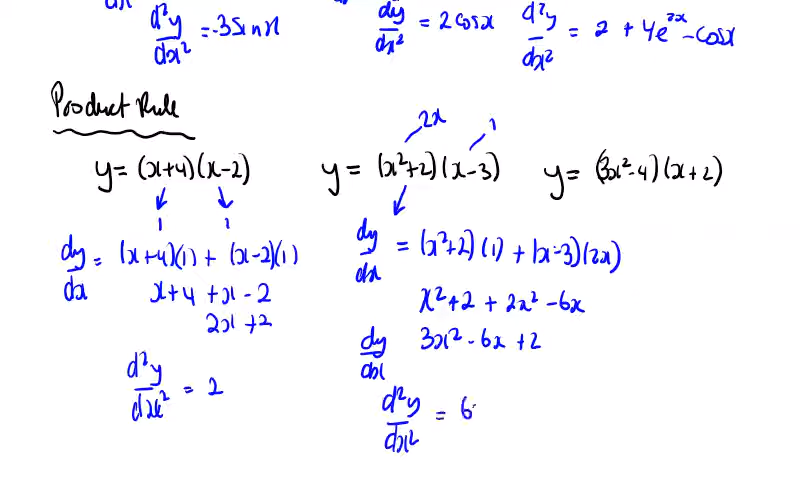 d²y/dx² = -3sinx
dy/dx² = 2cosx
d²y/dx² = 2 + 4e²ˣ - cosx
Product Rule
2x 1
y = (x+4)(x-2)
y = (x²+2)(x-3)
y = (3x²-4)(x+2)
1 1
dy/dx = (x+4)(1) + (x-2)(1)
x+4 + x - 2
2x + 2
d²y/dx² = 2
dy/dx = (x²+2)(1) + (x-3)(2x)
x²+2 + 2x² - 6x
dy/dx 3x² - 6x + 2
d²y/dx² = 6